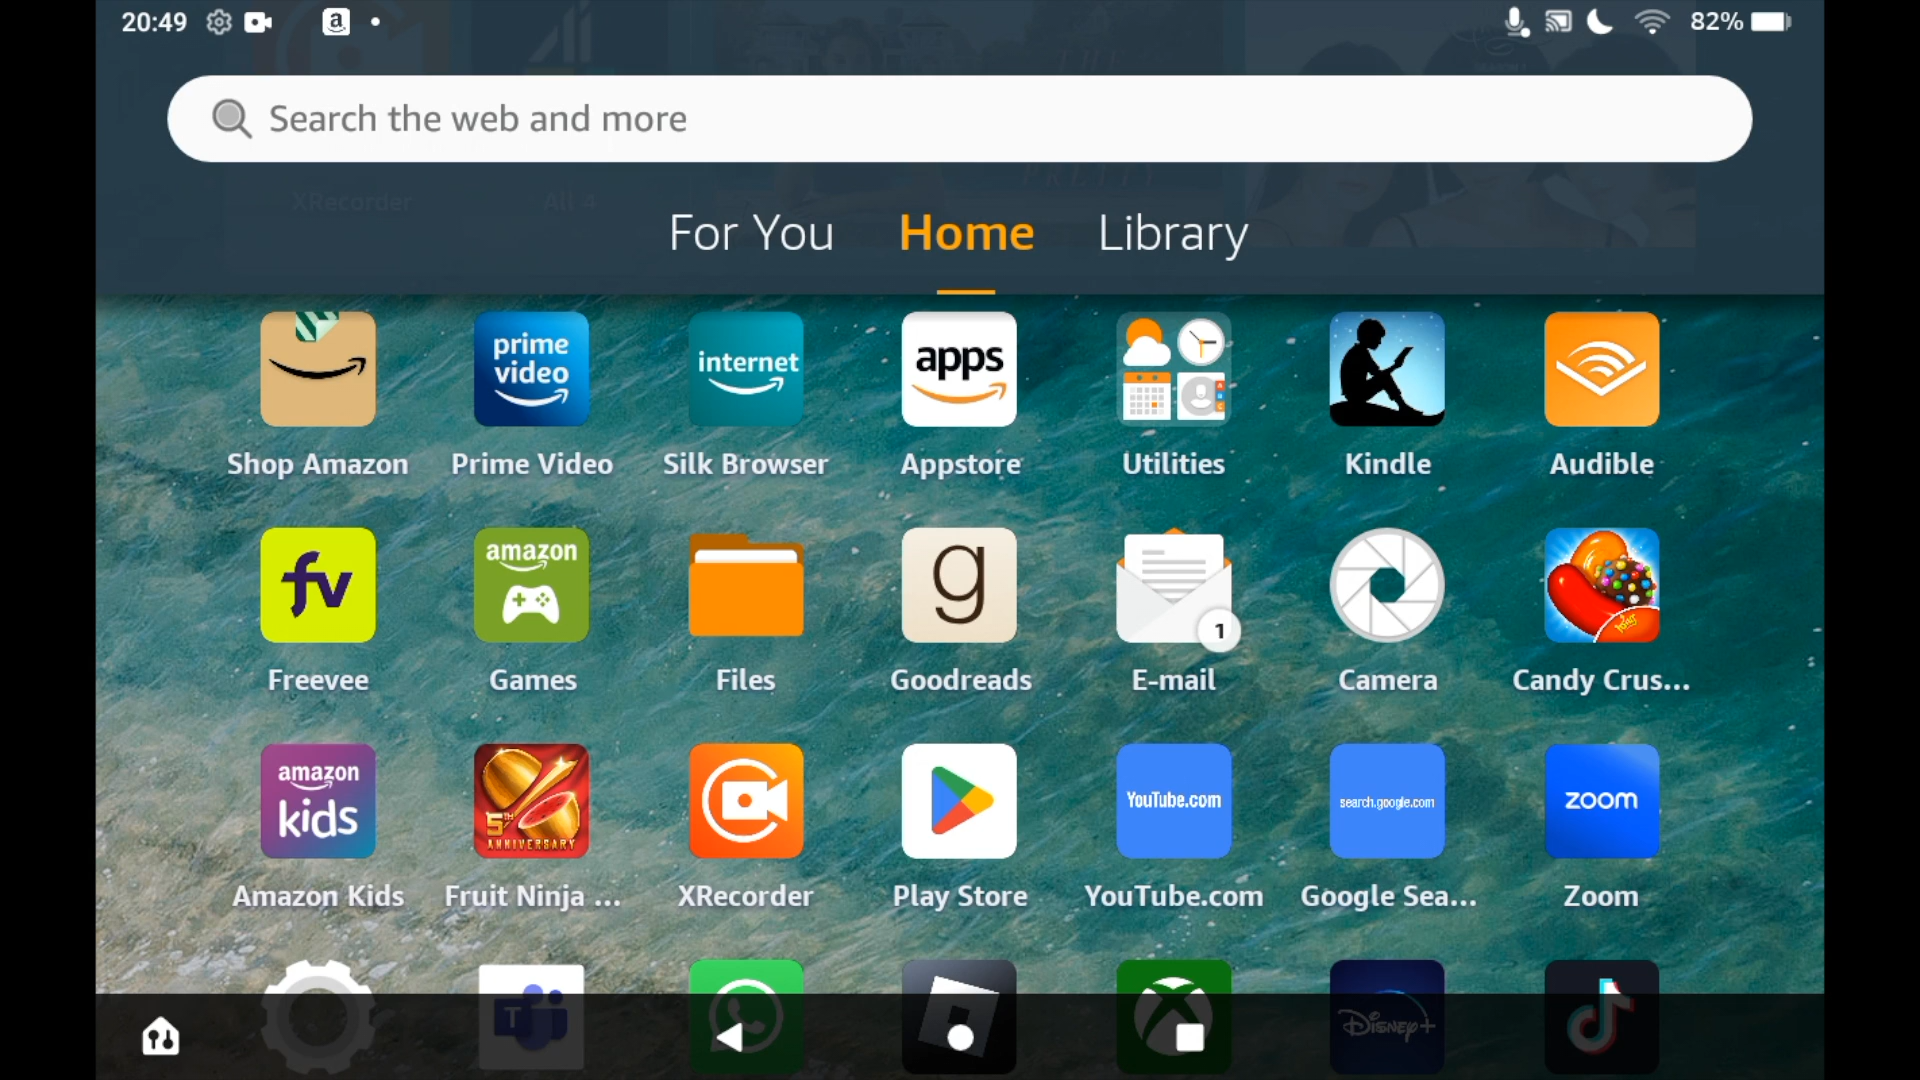 20:49
82%
Search the web and more
XRecorder
All 4
For You Home Library
prime video
internet
apps
Shop Amazon Prime Video Silk Browser Appstore Utilities Kindle Audible
fv
amazon
g
1
King
Freevee Games Files Goodreads E-mail Camera Candy Crus...
amazon kids
5TH ANNIVERSARY
YouTube.com
search.google.com
zoom
Amazon Kids Fruit Ninja ... XRecorder Play Store YouTube.com Google Sea... Zoom
T
Disney+